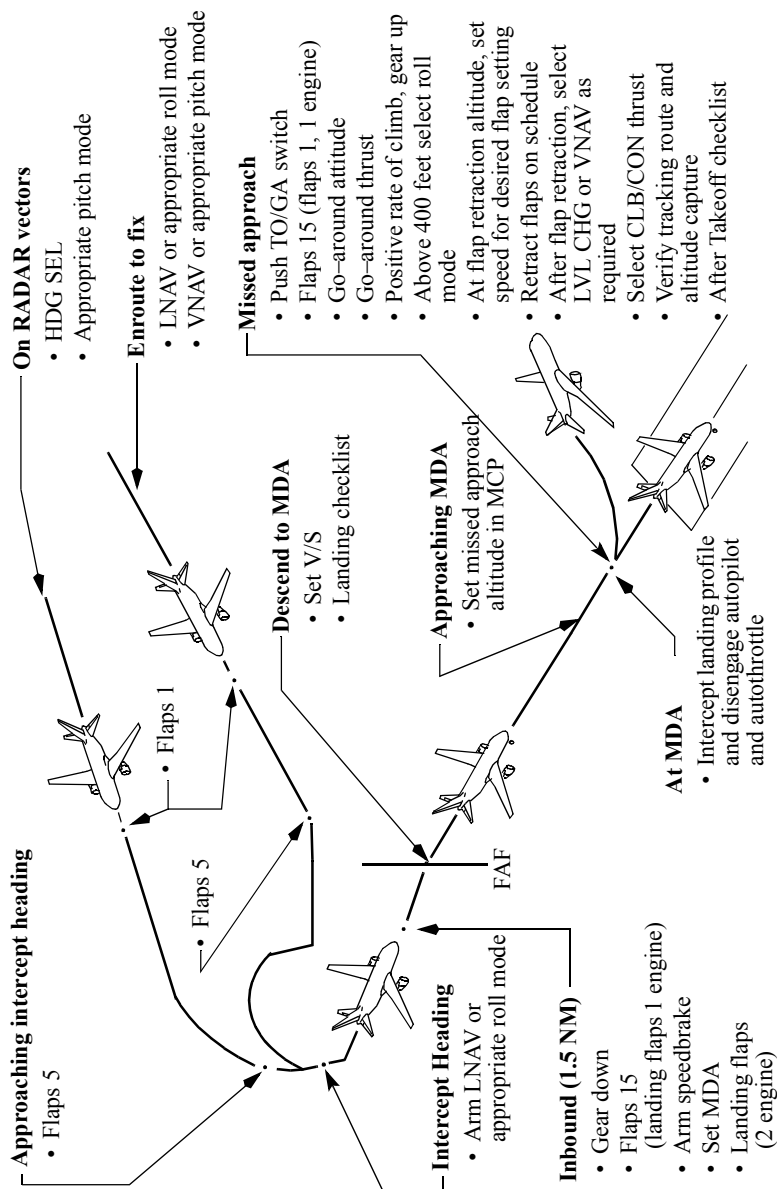 On RADAR vectors
• HDG SEL
• Appropriate pitch mode
Enroute to fix
• LNAV or appropriate roll mode
• VNAV or appropriate pitch mode
Approaching intercept heading
• Flaps 5
• Flaps 1
• Flaps 5
Intercept Heading
• Arm LNAV or
appropriate roll mode
Inbound (1.5 NM)
• Gear down
• Flaps 15
(landing flaps 1 engine)
• Arm speedbrake
• Set MDA
• Landing flaps
(2 engine)
FAF
Descend to MDA
• Set V/S
• Landing checklist
Approaching MDA
• Set missed approach
altitude in MCP
At MDA
• Intercept landing profile
and disengage autopilot
and autothrottle
Missed approach
• Push TO/GA switch
• Flaps 15 (flaps 1, 1 engine)
• Go–around attitude
• Go–around thrust
• Positive rate of climb, gear up
• Above 400 feet select roll
mode
• At flap retraction altitude, set
speed for desired flap setting
• Retract flaps on schedule
• After flap retraction, select
LVL CHG or VNAV as
required
• Select CLB/CON thrust
• Verify tracking route and
altitude capture
• After Takeoff checklist